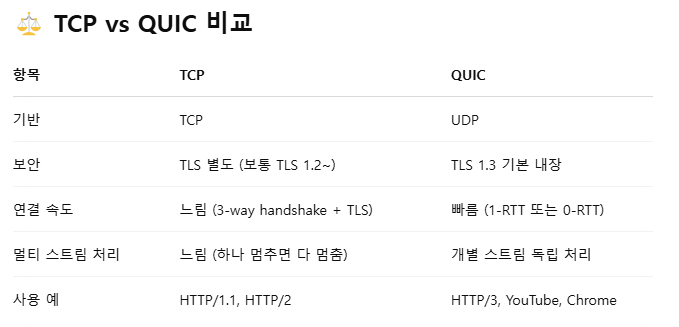 ⚖️ TCP vs QUIC 비교
항목 TCP QUIC
기반 TCP UDP
보안 TLS 별도 (보통 TLS 1.2~) TLS 1.3 기본 내장
연결 속도 느림 (3-way handshake + TLS) 빠름 (1-RTT 또는 0-RTT)
멀티 스트림 처리 느림 (하나 멈추면 다 멈춤) 개별 스트림 독립 처리
사용 예 HTTP/1.1, HTTP/2 HTTP/3, YouTube, Chrome